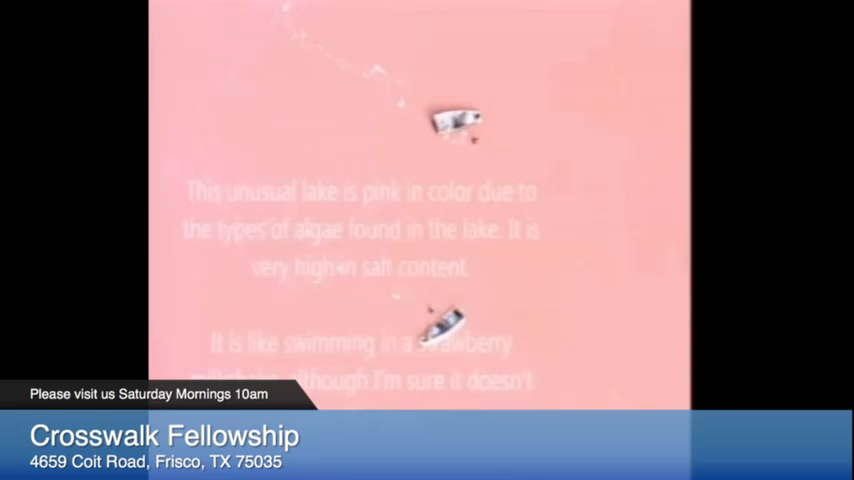 This unusual lake is pink in color due to
the types of algae found in the lake. It is
very high in salt content.
It is like swimming in a strawberry
milkshake, although I'm sure it doesn't
Please visit us Saturday Mornings 10am
Crosswalk Fellowship
4659 Coit Road, Frisco, TX 75035